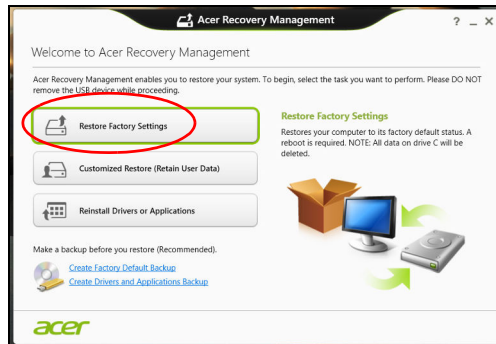 Acer Recovery Management
? _ X
Welcome to Acer Recovery Management
Acer Recovery Management enables you to restore your system. To begin, select the task you want to perform. Please DO NOT
remove the USB device while proceeding.
Restore Factory Settings
Customized Restore (Retain User Data)
Reinstall Drivers or Applications
Make a backup before you restore (Recommended).
Create Factory Default Backup
Create Drivers and Applications Backup
Restore Factory Settings
Restores your computer to its factory default status. A
reboot is required. NOTE: All data on drive C will be
deleted.
acer